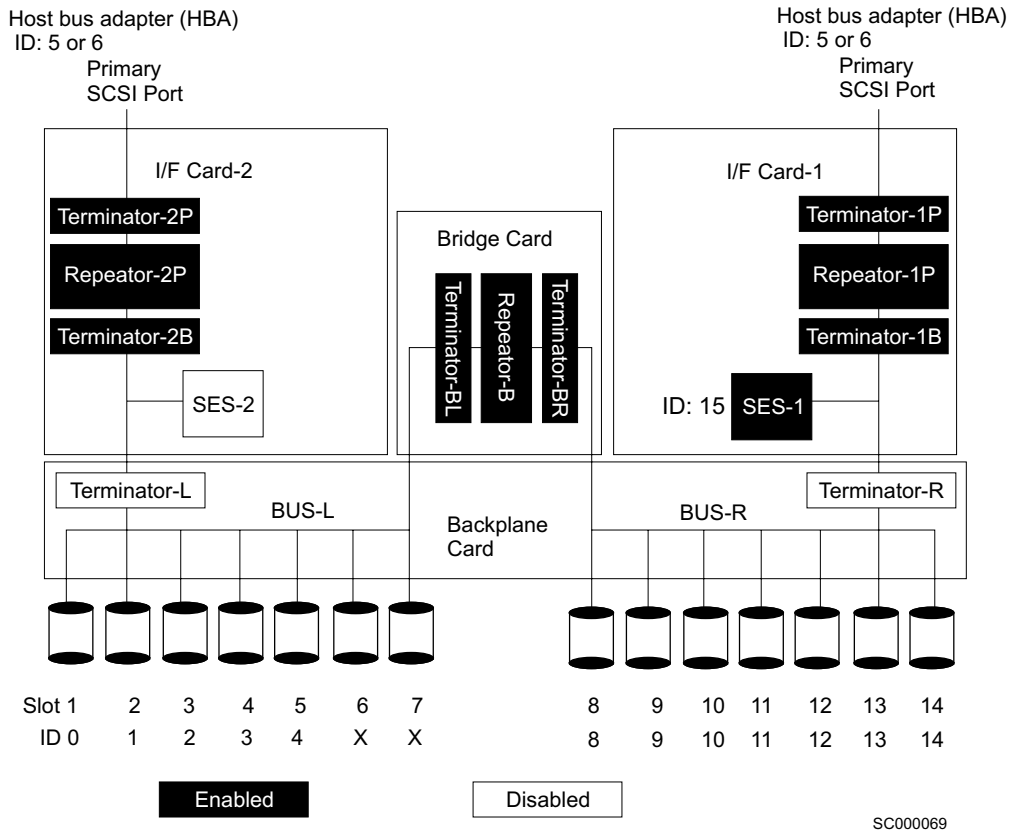 Host bus adapter (HBA)
ID: 5 or 6
Primary
SCSI Port
Host bus adapter (HBA)
ID: 5 or 6
Primary
SCSI Port
I/F Card-2
Terminator-2P
Repeator-2P
Terminator-2B
SES-2
Bridge Card
Terminator-BL
Repeator-B
Terminator-BR
I/F Card-1
Terminator-1P
Repeator-1P
Terminator-1B
ID: 15 SES-1
Terminator-L
BUS-L
Backplane
Card
BUS-R
Terminator-R
Slot 1 2 3 4 5 6 7 8 9 10 11 12 13 14
ID 0 1 2 3 4 X X 8 9 10 11 12 13 14
Enabled
Disabled
SC000069